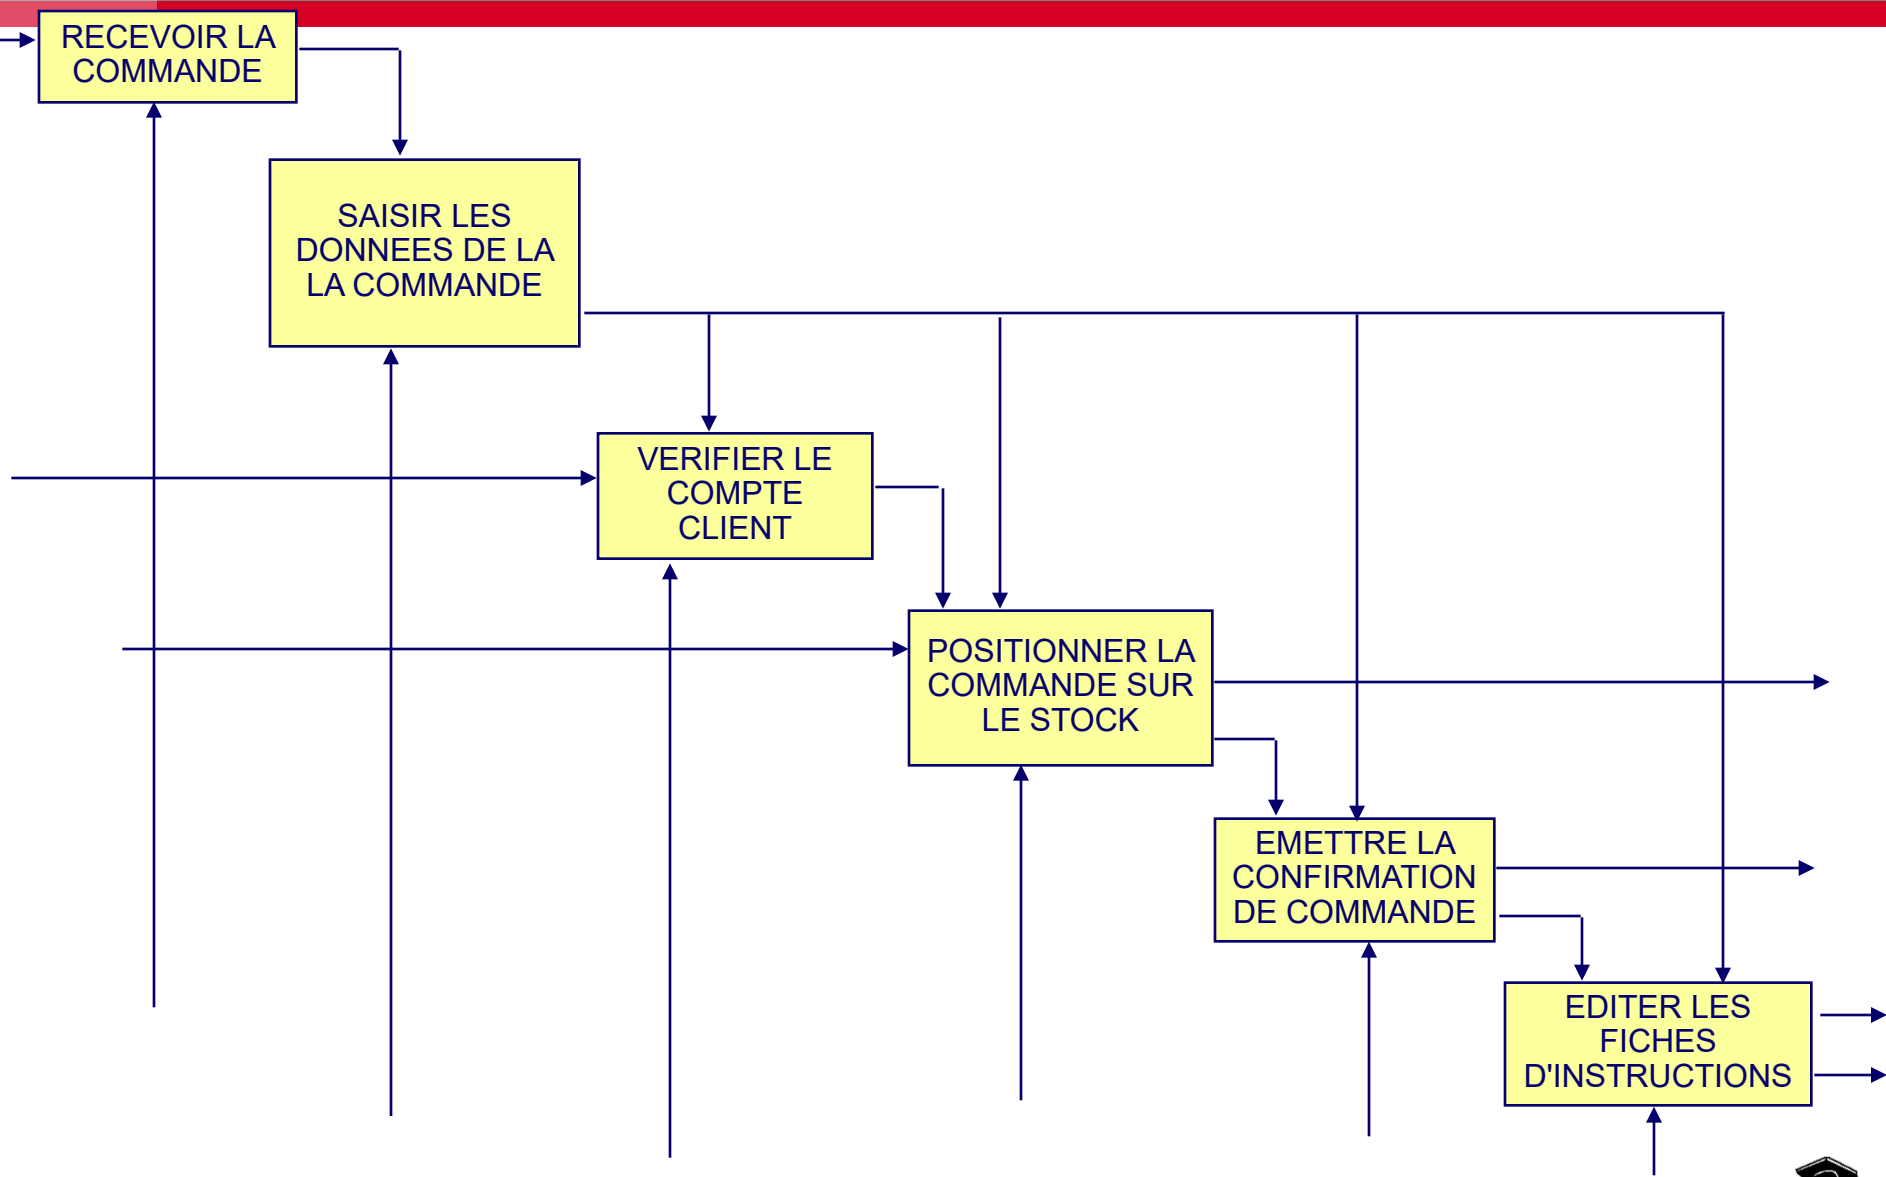 RECEVOIR LA
COMMANDE
SAISIR LES
DONNEES DE LA
LA COMMANDE
VERIFIER LE
COMPTE
CLIENT
POSITIONNER LA
COMMANDE SUR
LE STOCK
EMETTRE LA
CONFIRMATION
DE COMMANDE
EDITER LES
FICHES
D'INSTRUCTIONS